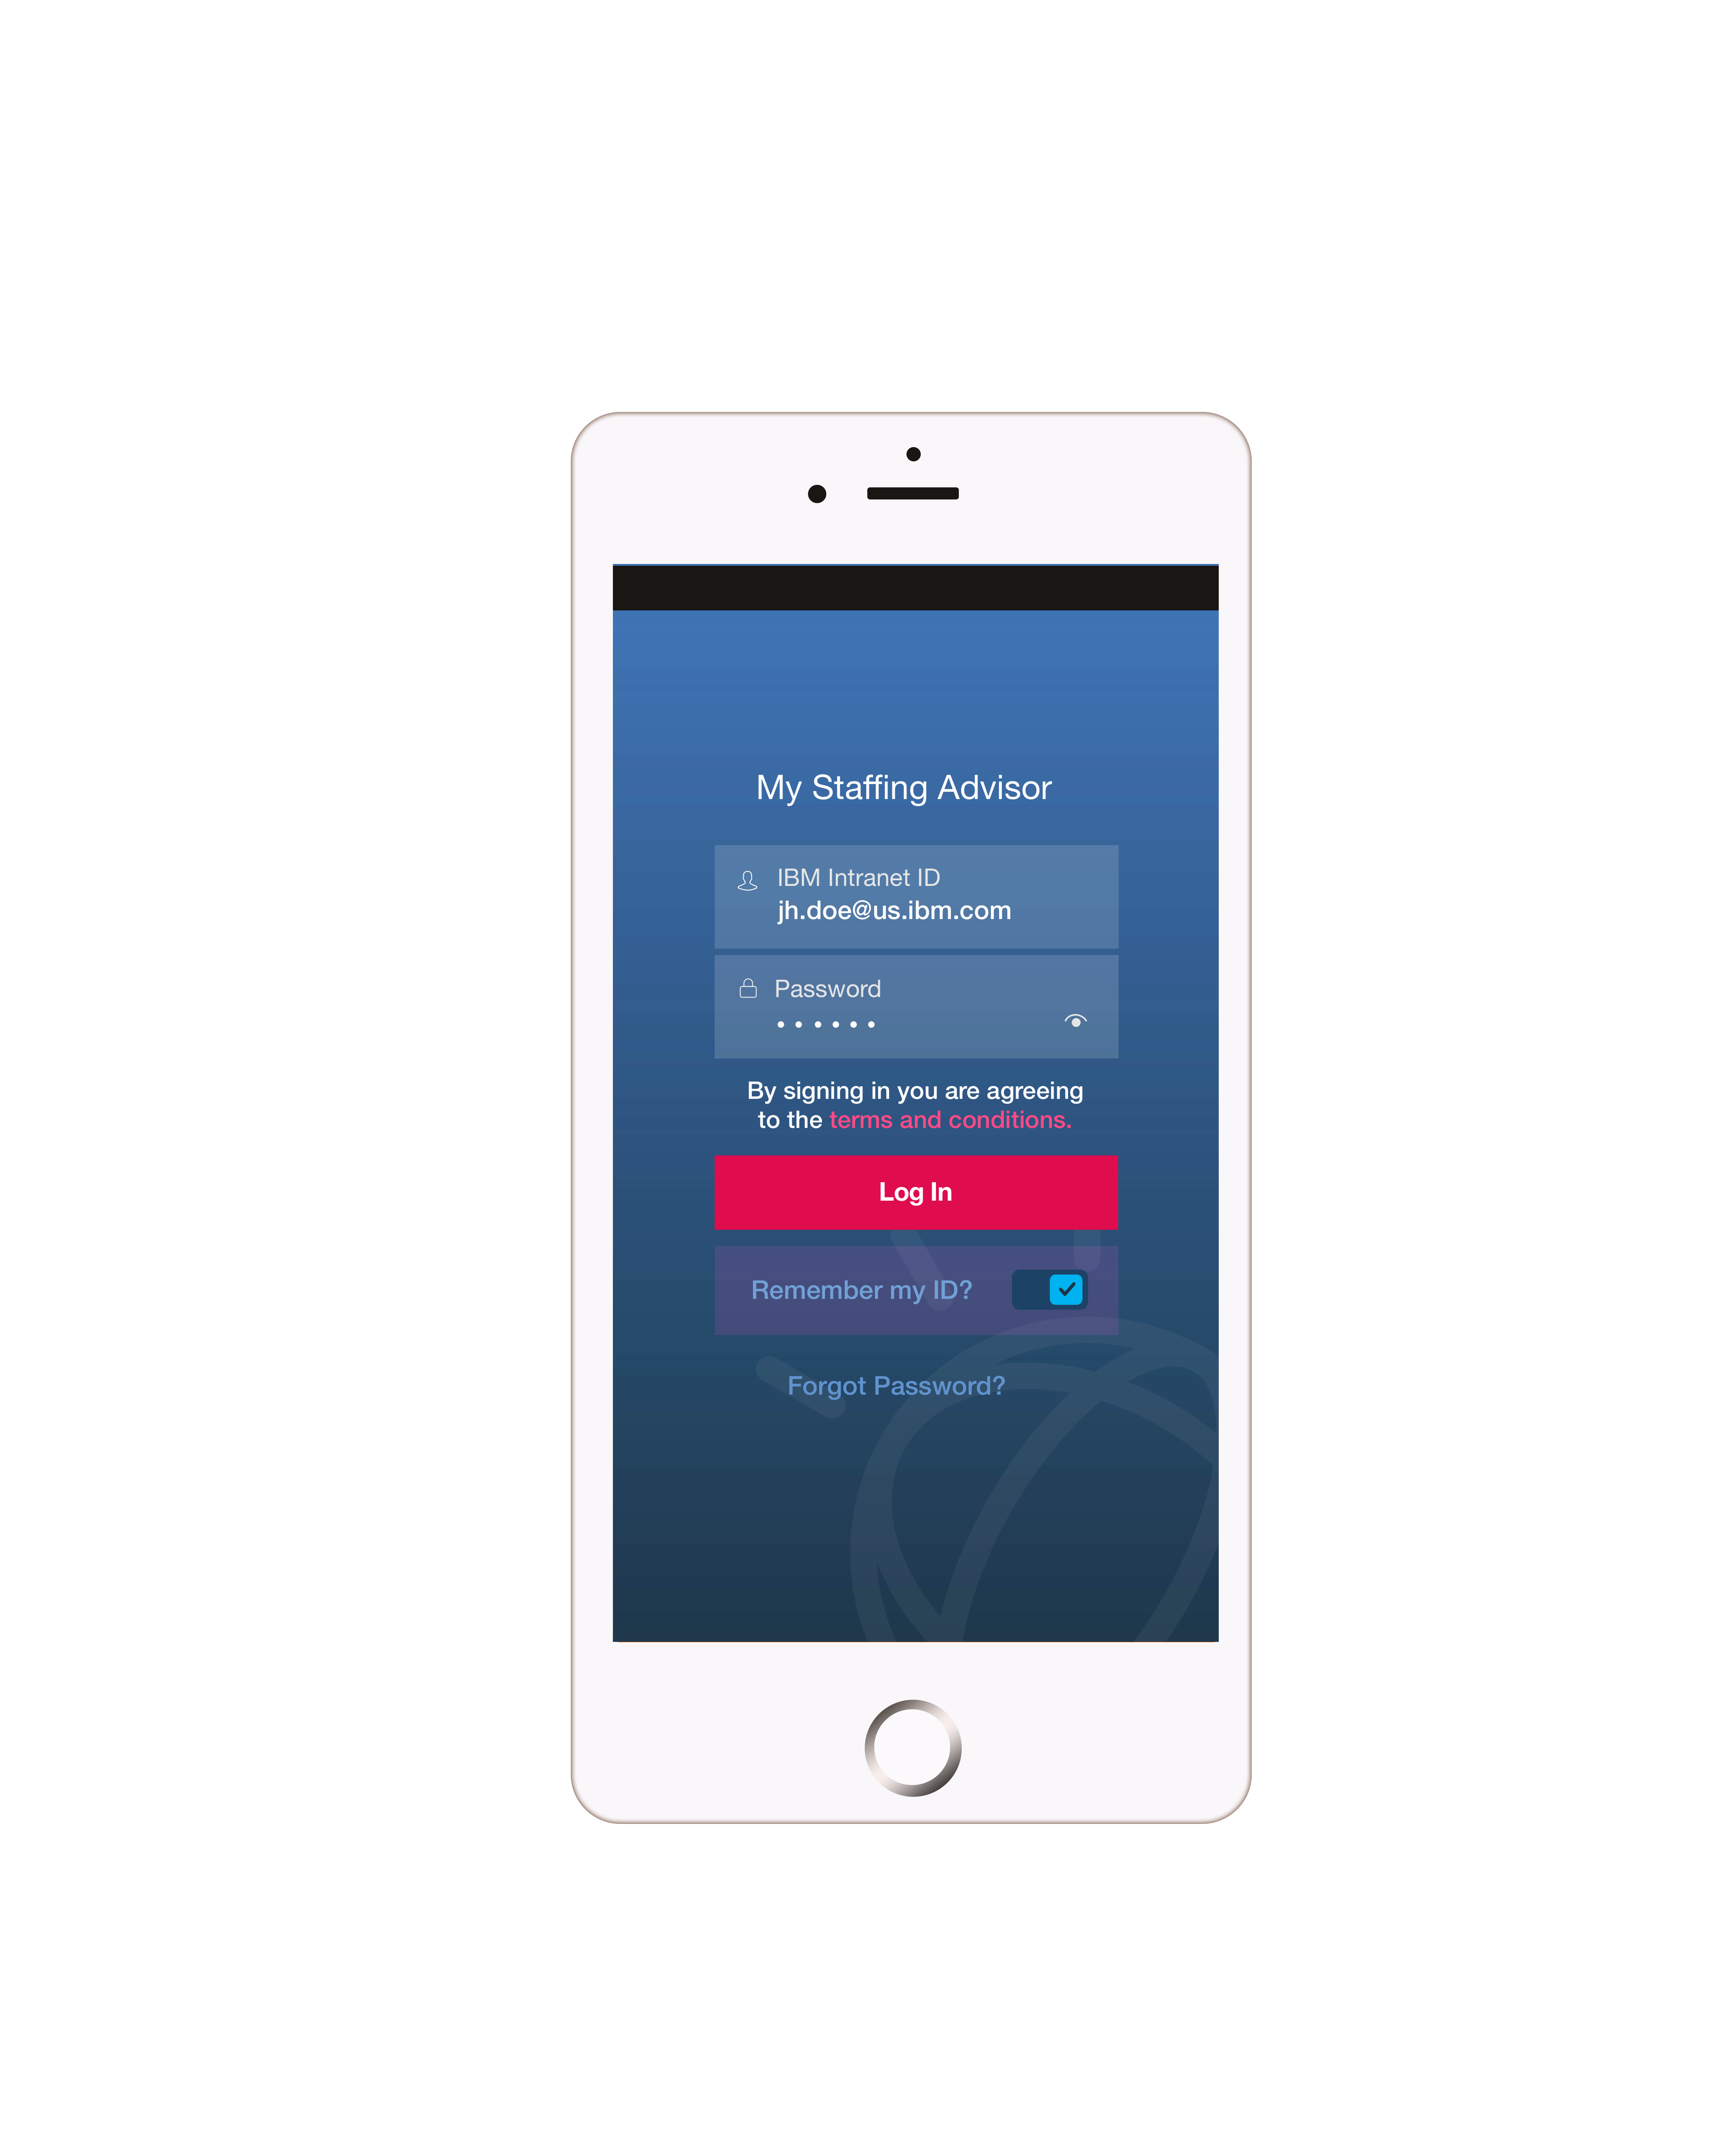 My Staffing Advisor
IBM Intranet ID
jh.doe@us.ibm.com
Password
••••••
By signing in you are agreeing
to the terms and conditions.
Log In
Remember my ID?
Forgot Password?